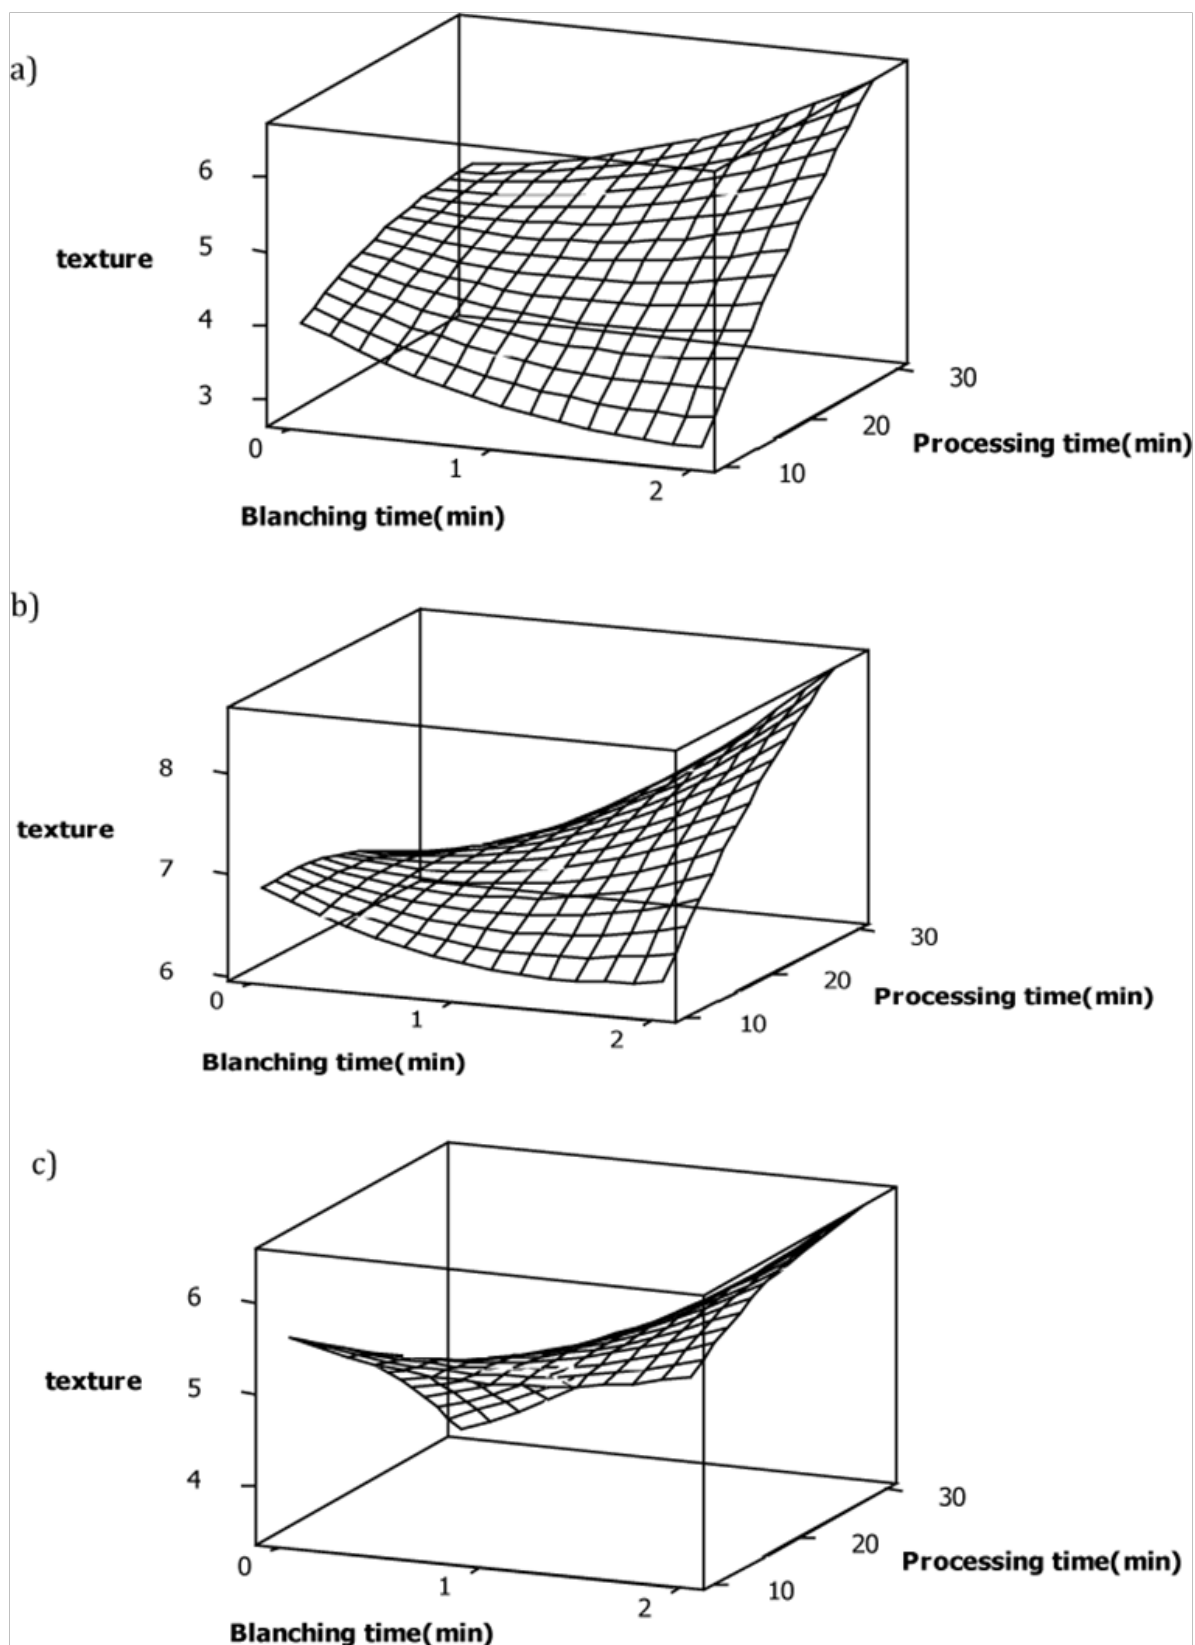 a)
6
5
texture
4
3
0
1
2
10
20
30
Processing time(min)
Blanching time(min)
b)
8
texture
7
6
0
1
2
10
20
30
Processing time(min)
Blanching time(min)
c)
6
texture
5
4
0
1
2
10
20
30
Processing time(min)
Blanching time(min)